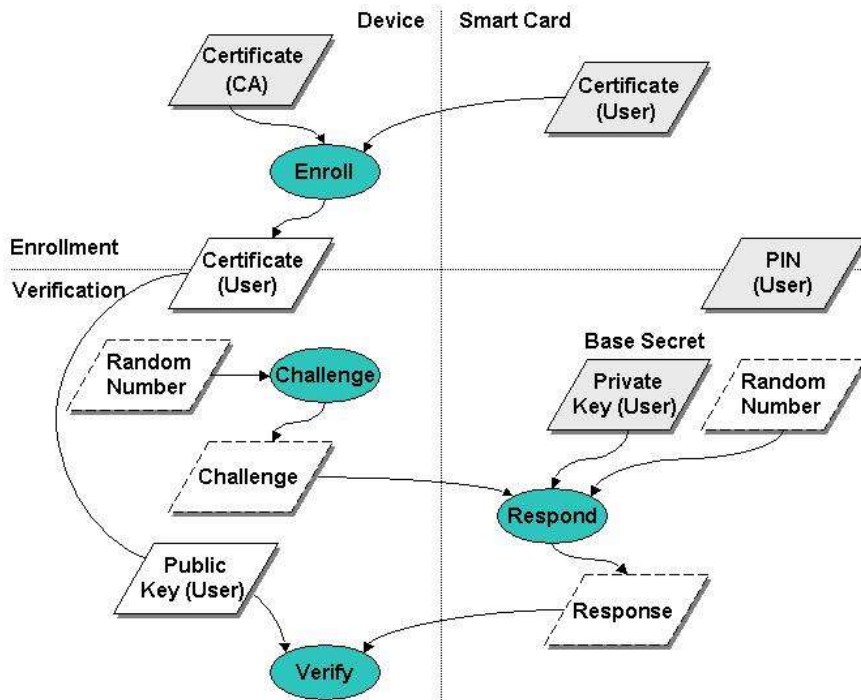 Device
Smart Card
Certificate
(CA)
Certificate
(User)
Enroll
Enrollment
Certificate
(User)
PIN
(User)
Verification
Base Secret
Random
Number
Challenge
Private
Key (User)
Random
Number
Challenge
Respond
Public
Key (User)
Response
Verify